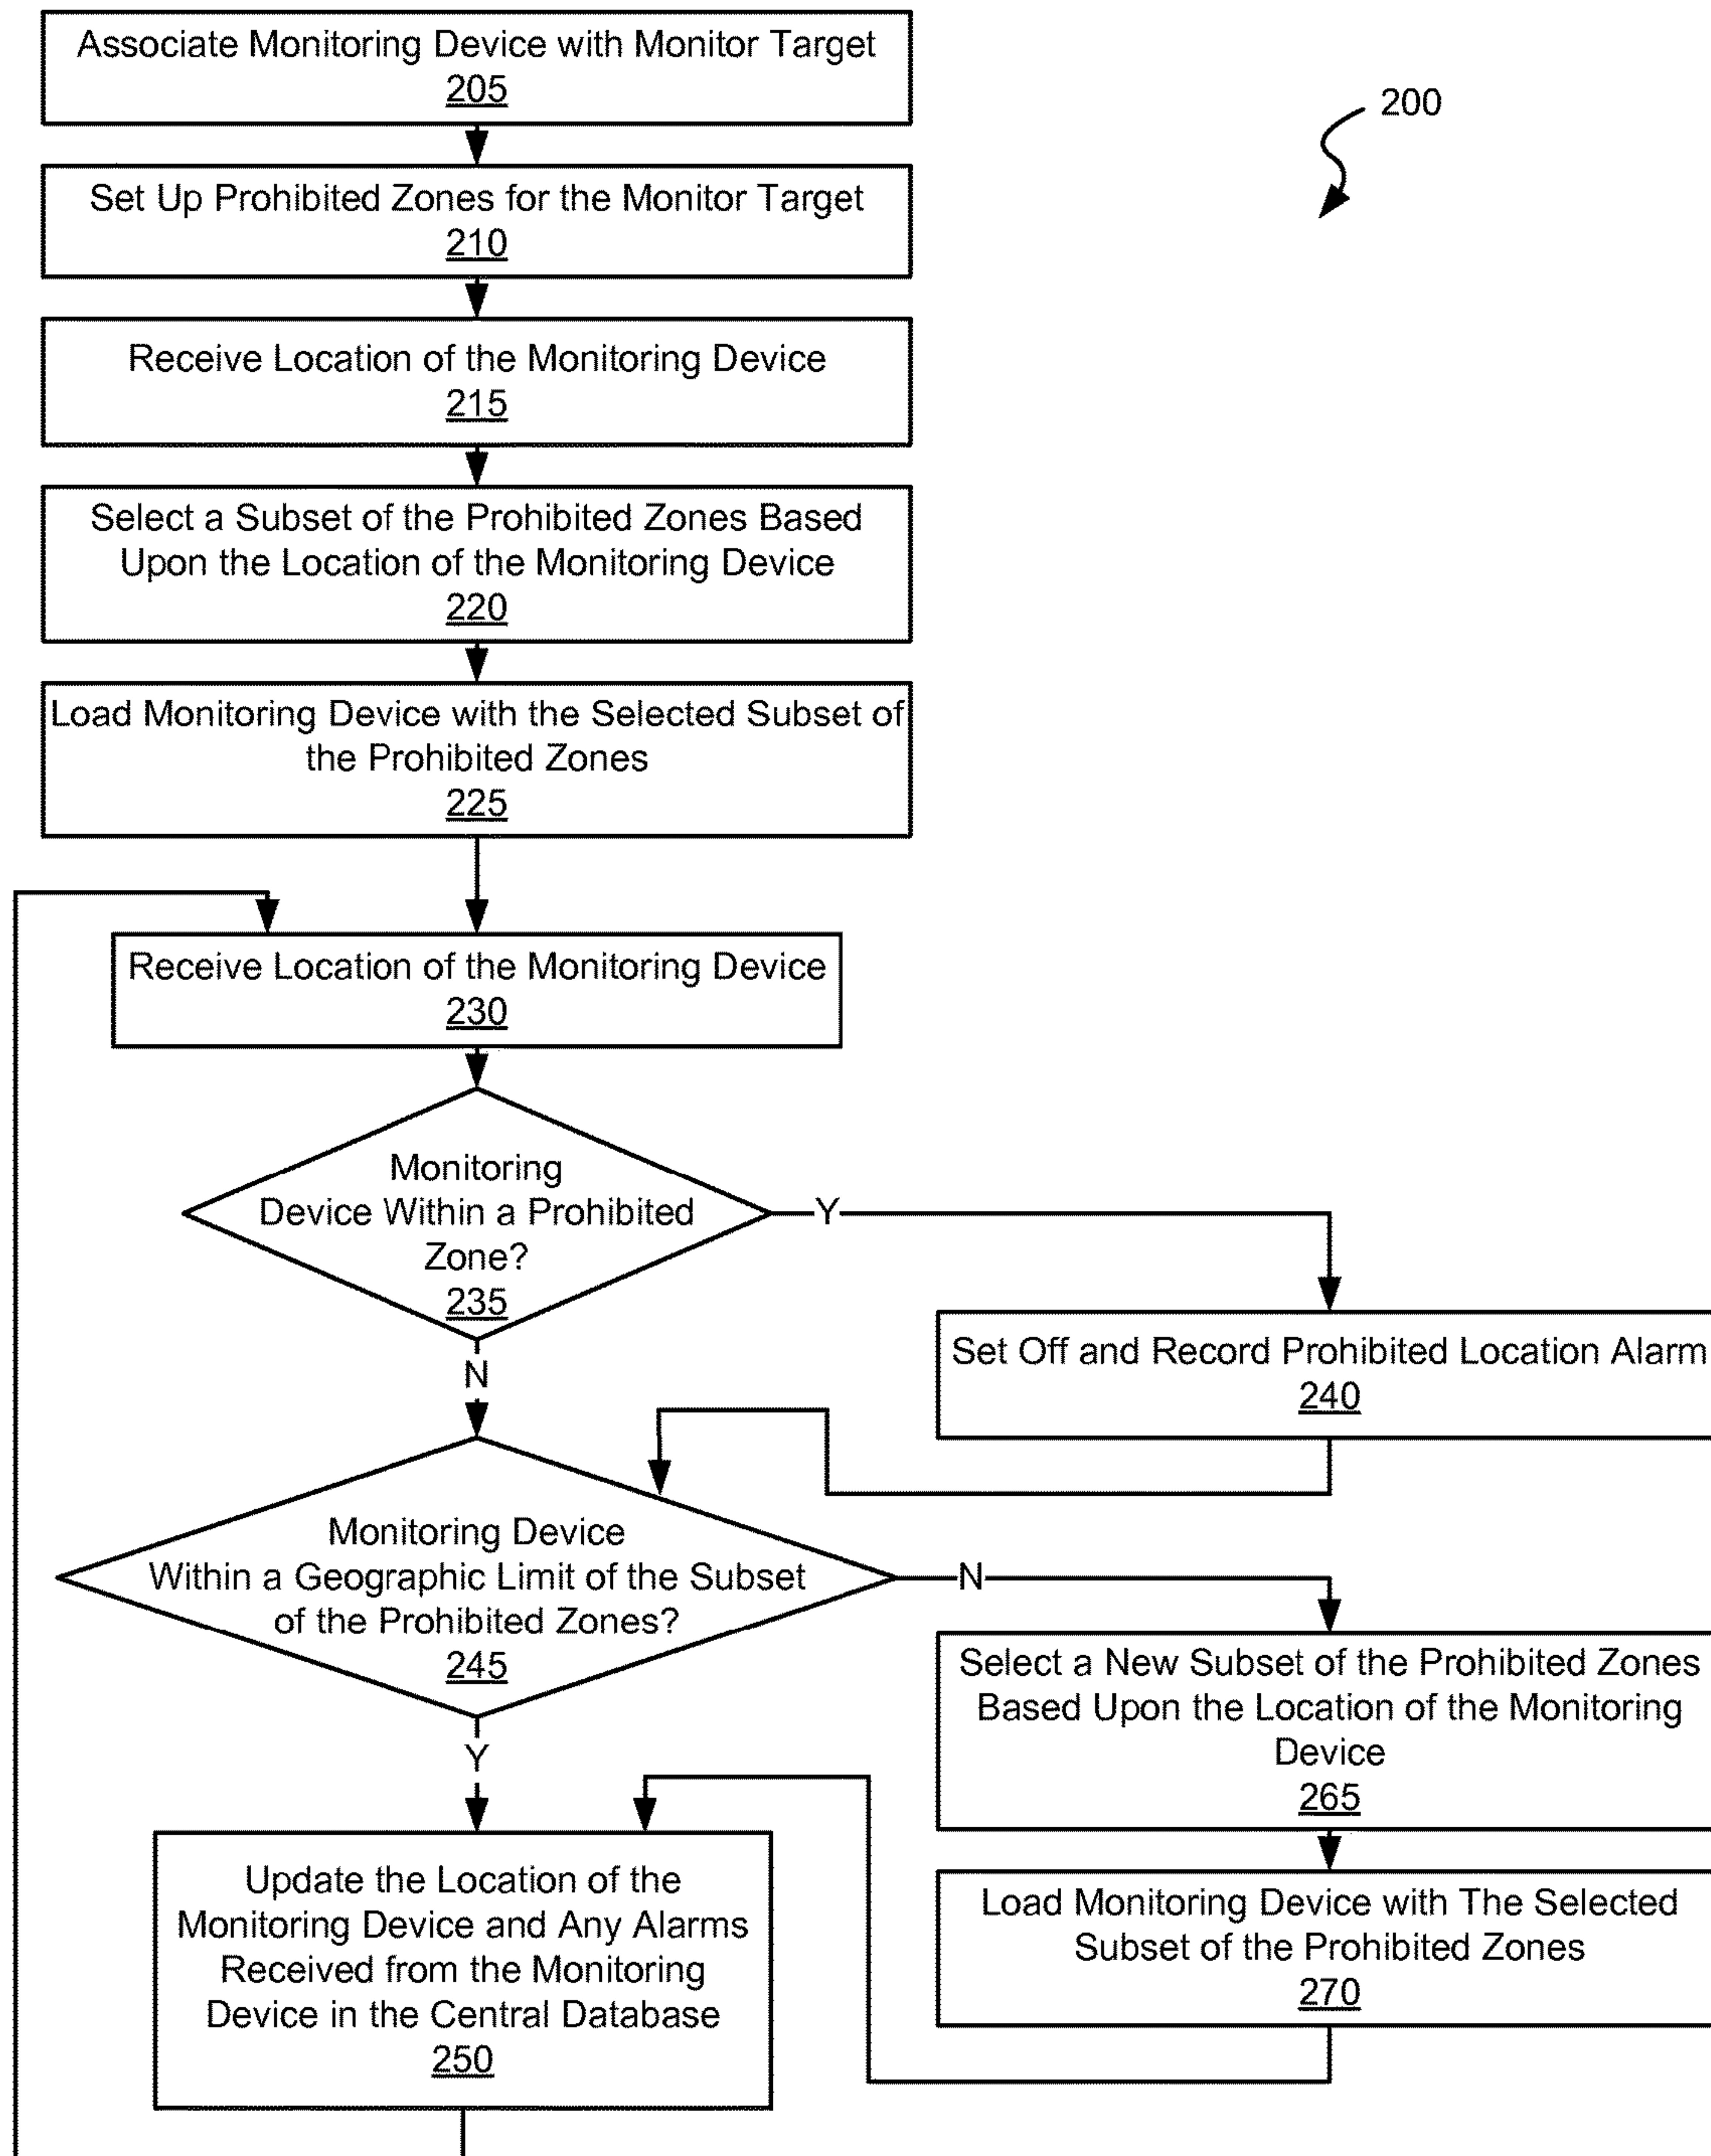 Associate Monitoring Device with Monitor Target
205
200
Set Up Prohibited Zones for the Monitor Target
210
Receive Location of the Monitoring Device
215
Select a Subset of the Prohibited Zones Based
Upon the Location of the Monitoring Device
220
Load Monitoring Device with the Selected Subset of
the Prohibited Zones
225
Receive Location of the Monitoring Device
230
Monitoring
Device Within a Prohibited
Zone?
235
Y
N
Set Off and Record Prohibited Location Alarm
240
Monitoring Device
Within a Geographic Limit of the Subset
of the Prohibited Zones?
245
N
Y
Select a New Subset of the Prohibited Zones
Based Upon the Location of the Monitoring
Device
265
Update the Location of the
Monitoring Device and Any Alarms
Received from the Monitoring
Device in the Central Database
250
Load Monitoring Device with The Selected
Subset of the Prohibited Zones
270